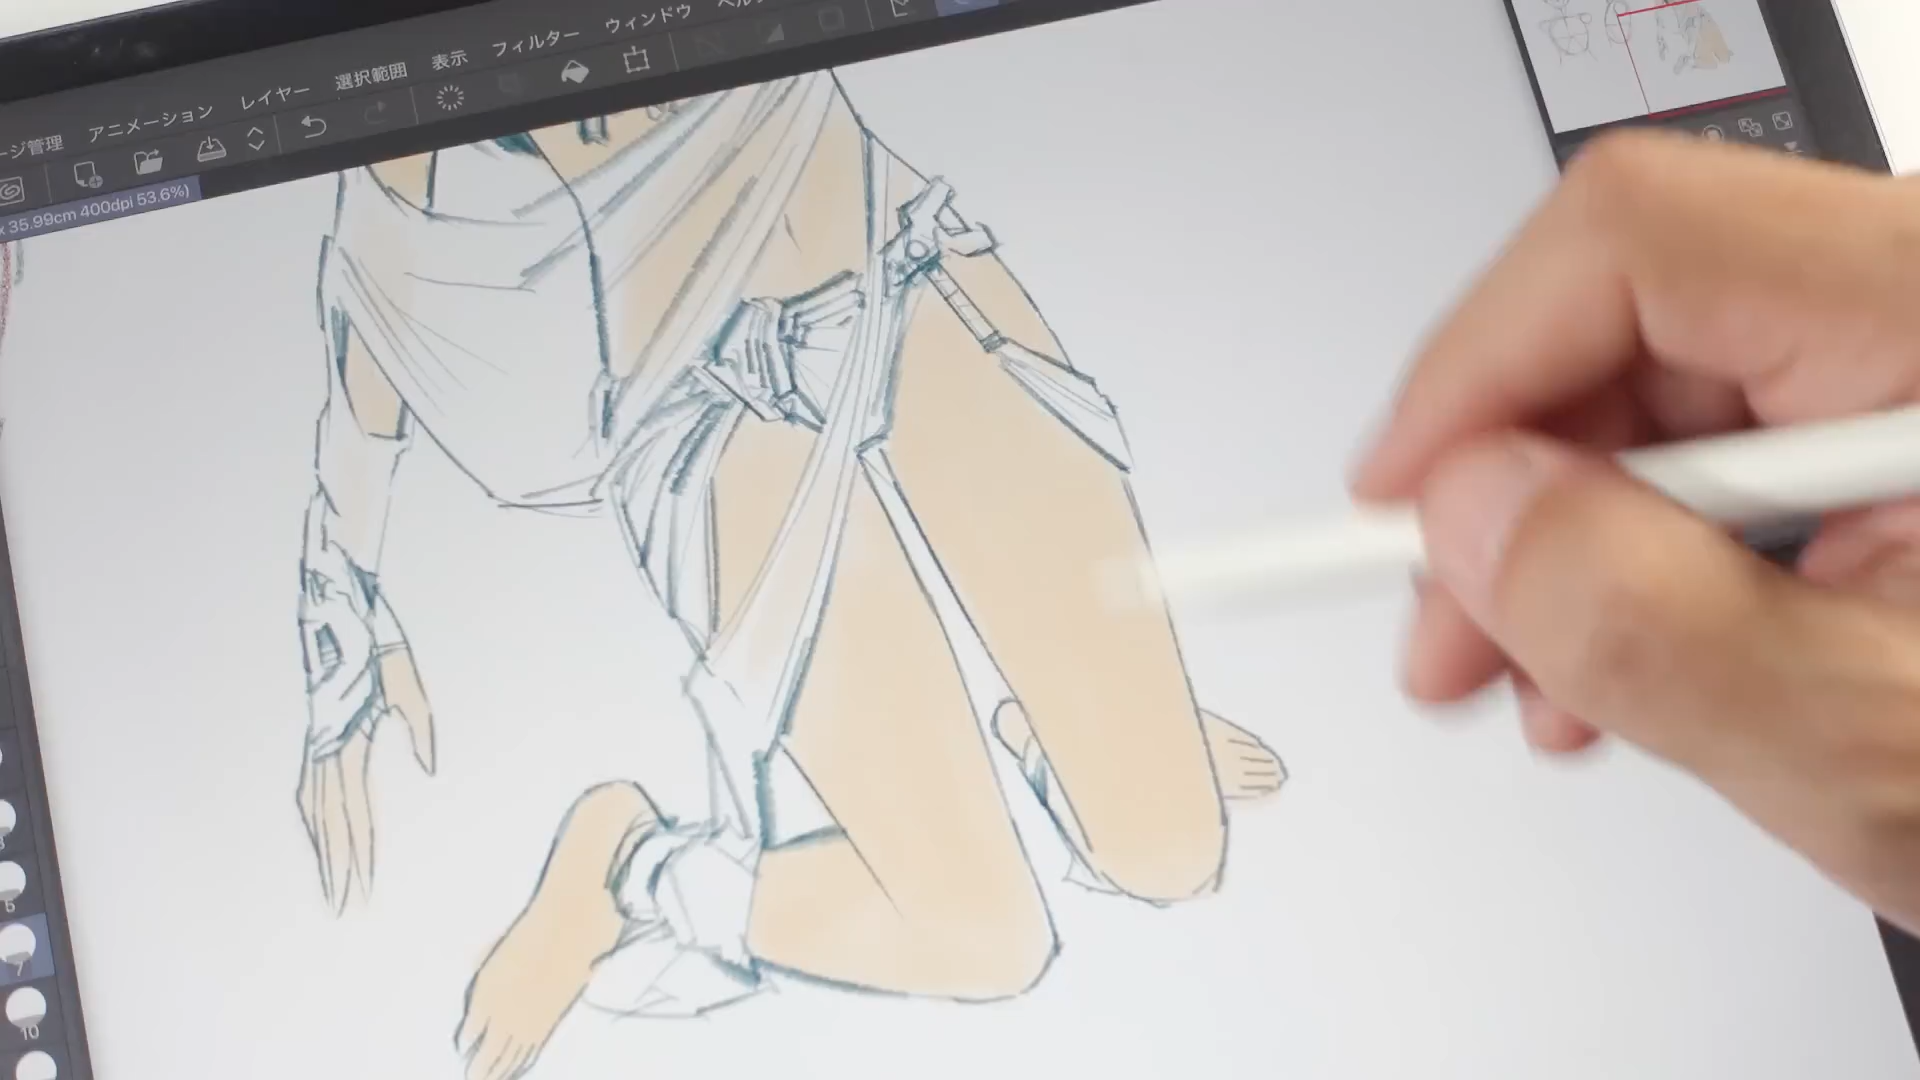 ージ管理 アニメーション レイヤー 選択範囲 表示 フィルター ウィンドウ ヘル
x 35.99cm 400dpi 53.6%)
5
7
10